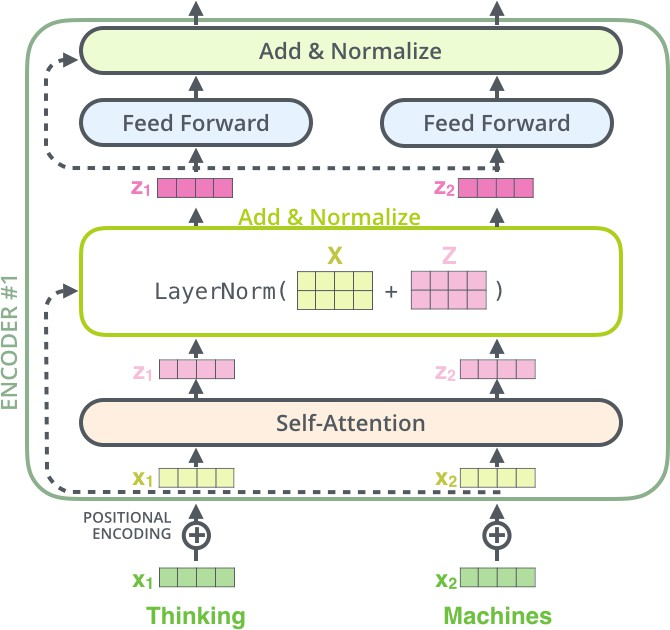 Add & Normalize
Feed Forward Feed Forward
z1 z2
Add & Normalize
X Z
LayerNorm( + )
ENCODER #1
z1 z2
Self-Attention
x1 x2
POSITIONAL
ENCODING
x1 x2
Thinking Machines